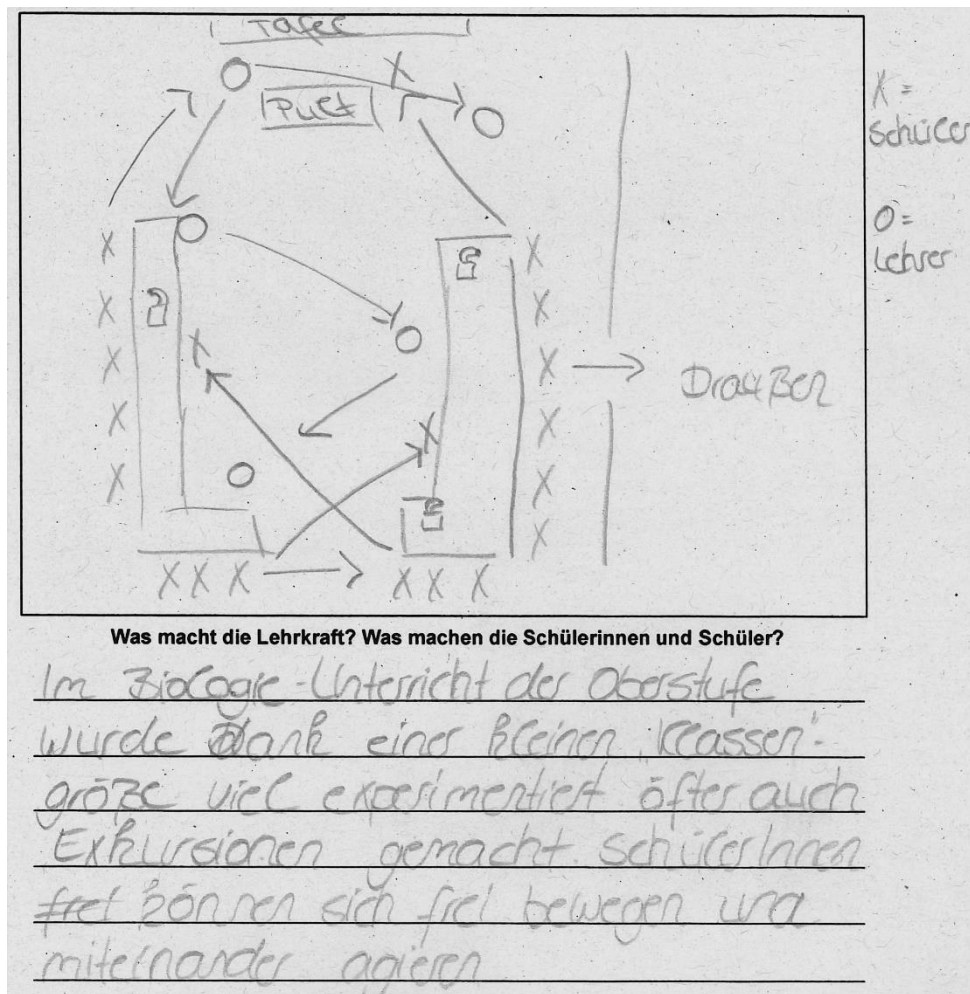 Tafel
Pult
X =
Schüler
O =
Lehrer
Draußen
Was macht die Lehrkraft? Was machen die Schülerinnen und Schüler?
Im Biologie-Unterricht der Oberstufe
wurde Dank einer kleinen "Klassen"-
größe viel experimentiert öfter auch
Exkursionen gemacht. SchülerInnen
frei können sich frei bewegen und
miteinander agieren